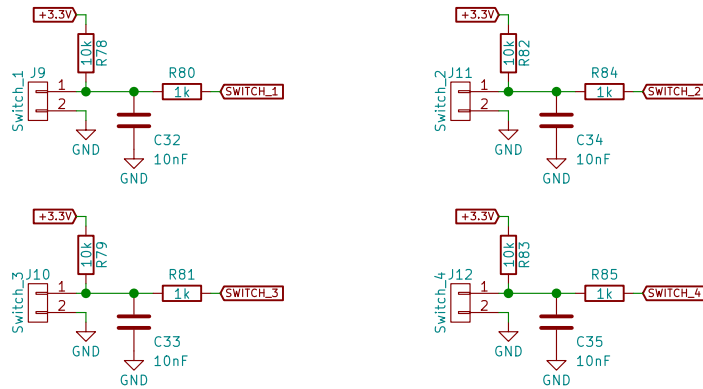 +3.3V
10k
R78
J9
Switch_1
1
2
GND
R80
1k
SWITCH_1
C32
10nF
GND
+3.3V
10k
R82
J11
Switch_2
1
2
GND
R84
1k
SWITCH_2
C34
10nF
GND
+3.3V
10k
R79
J10
Switch_3
1
2
GND
R81
1k
SWITCH_3
C33
10nF
GND
+3.3V
10k
R83
J12
Switch_4
1
2
GND
R85
1k
SWITCH_4
C35
10nF
GND